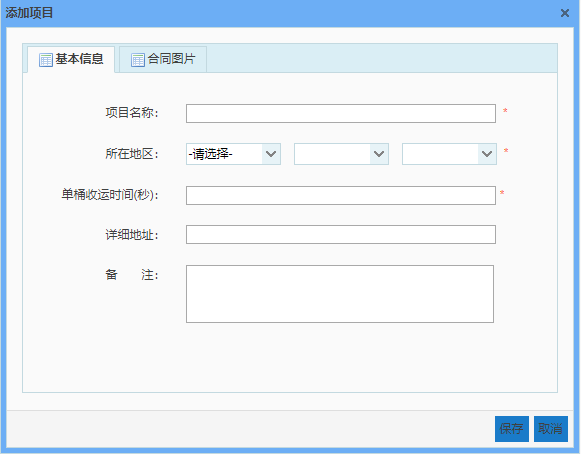 添加项目
基本信息 合同图片
项目名称: *
所在地区: -请选择- *
单桶收运时间(秒): *
详细地址:
备 注:
保存 取消